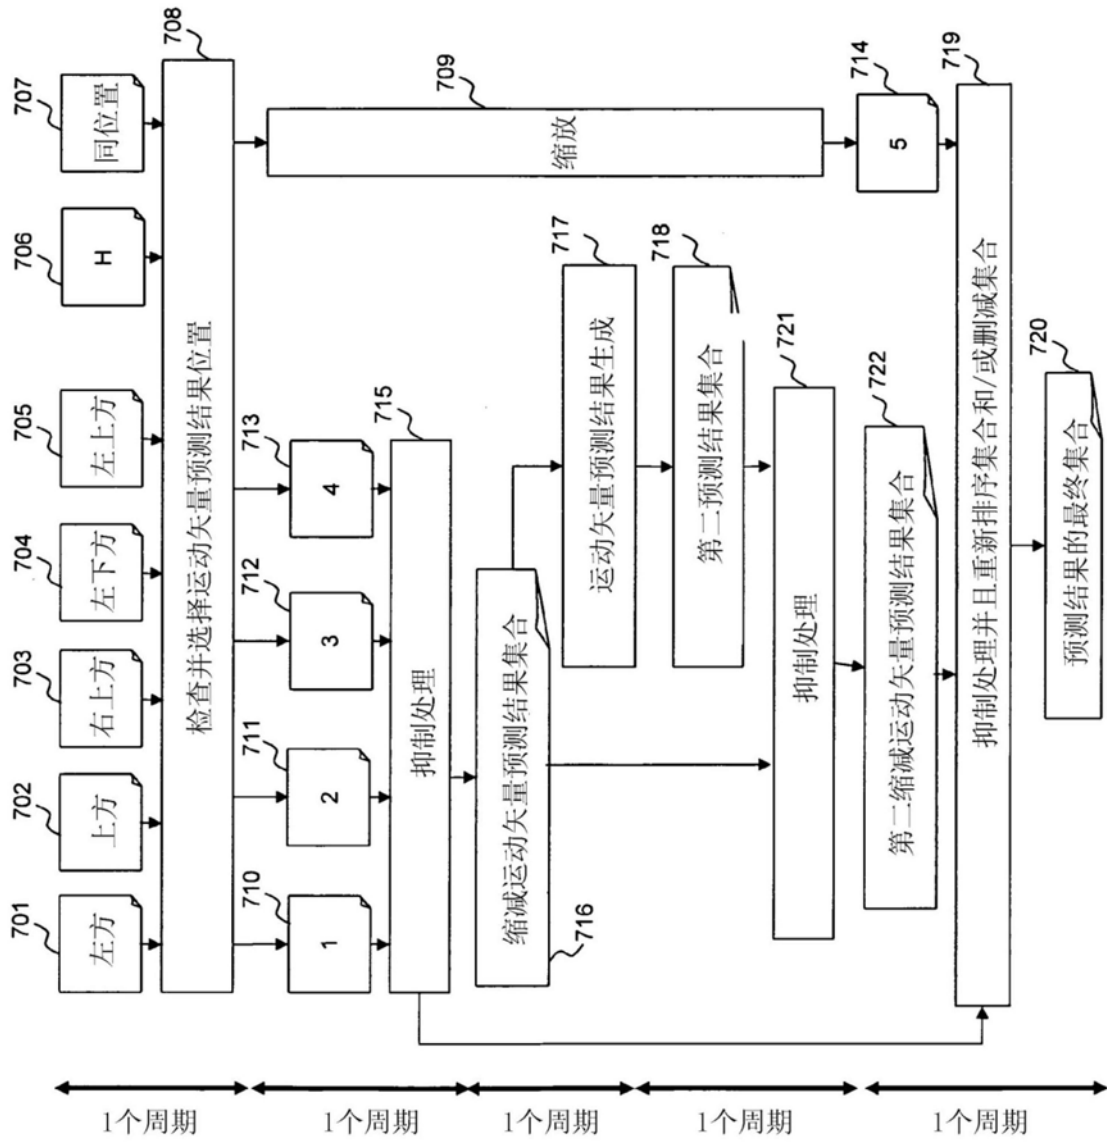 701
左方
702
上方
703
右上方
704
左下方
705
左上方
706
H
707
同位置
708
检查并选择运动矢量预测结果位置
1个周期
710
1
711
2
712
3
713
4
715
抑制处理
709
缩放
1个周期
716
缩减运动矢量预测结果集合
717
运动矢量预测结果生成
1个周期
718
第二预测结果集合
721
抑制处理
1个周期
714
5
722
第二缩减运动矢量预测结果集合
719
抑制处理并且重新排序集合和/或删减集合
720
预测结果的最终集合
1个周期